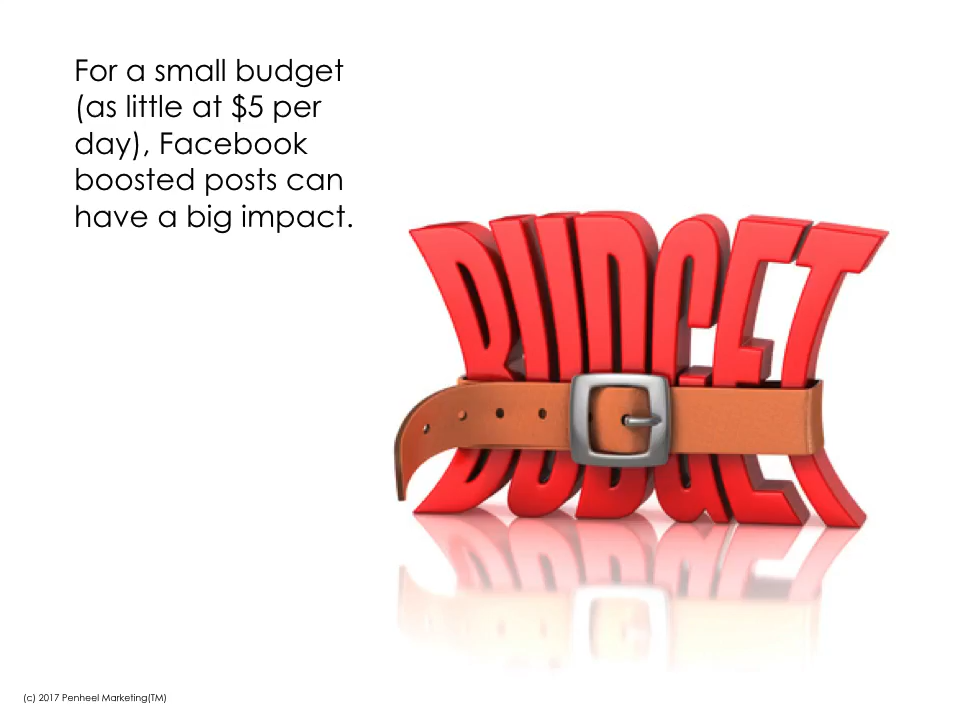 For a small budget
(as little at $5 per
day), Facebook
boosted posts can
have a big impact.
BUDGET
(c) 2017 Penheel Marketing(TM)